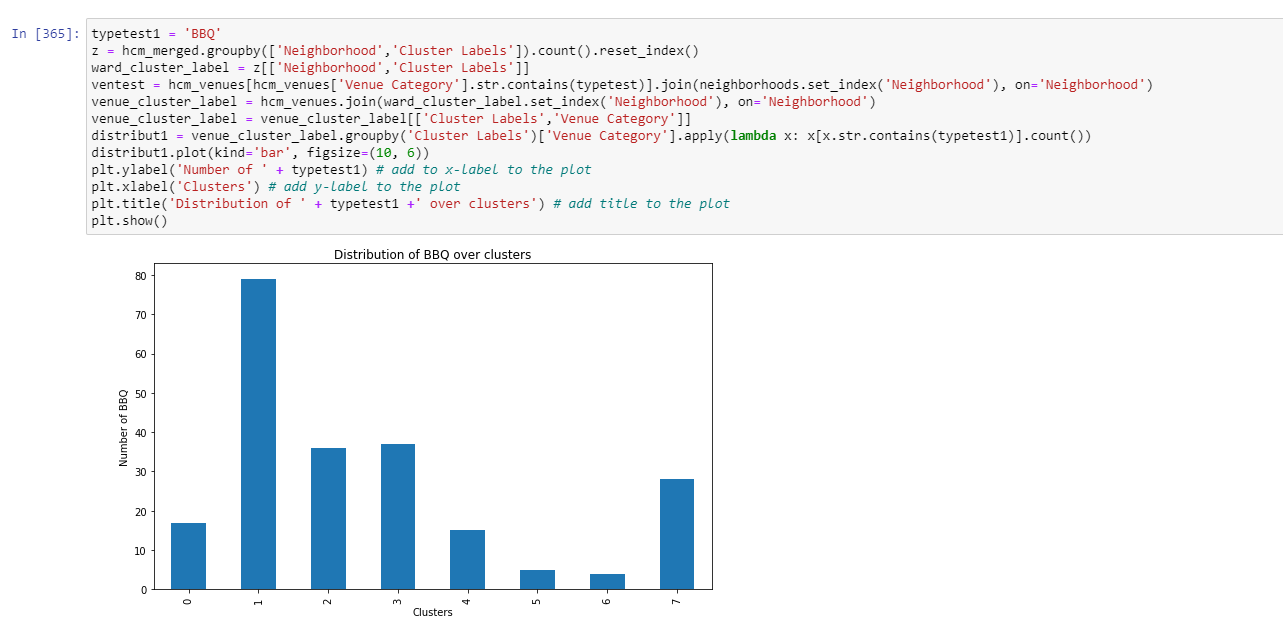 In [365]:
typetest1 = 'BBQ'
z = hcm_merged.groupby(['Neighborhood','Cluster Labels']).count().reset_index()
ward_cluster_label = z[['Neighborhood','Cluster Labels']]
ventest = hcm_venues[hcm_venues['Venue Category'].str.contains(typetest)].join(neighborhoods.set_index('Neighborhood'), on='Neighborhood')
venue_cluster_label = hcm_venues.join(ward_cluster_label.set_index('Neighborhood'), on='Neighborhood')
venue_cluster_label = venue_cluster_label[['Cluster Labels','Venue Category']]
distribut1 = venue_cluster_label.groupby('Cluster Labels')['Venue Category'].apply(lambda x: x[x.str.contains(typetest1)].count())
distribut1.plot(kind='bar', figsize=(10, 6))
plt.ylabel('Number of ' + typetest1) # add to x-label to the plot
plt.xlabel('Clusters') # add y-label to the plot
plt.title('Distribution of ' + typetest1 +' over clusters') # add title to the plot
plt.show()
Distribution of BBQ over clusters
80
70
60
50
40
30
20
10
0
Number of BBQ
0 1 2 3 4 5 6 7
Clusters